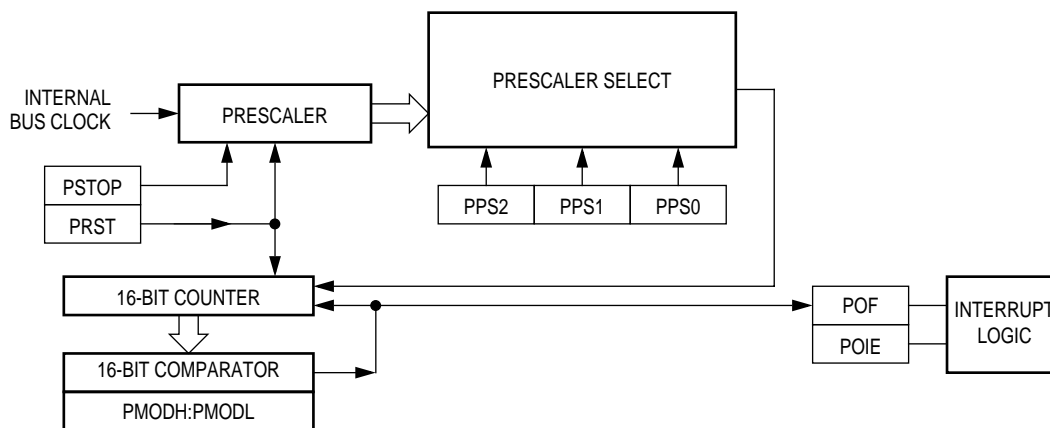 PRESCALER SELECT
INTERNAL
BUS CLOCK
PRESCALER
PSTOP
PRST
PPS2
PPS1
PPS0
16-BIT COUNTER
POF
POIE
INTERRUPT
LOGIC
16-BIT COMPARATOR
PMODH:PMODL